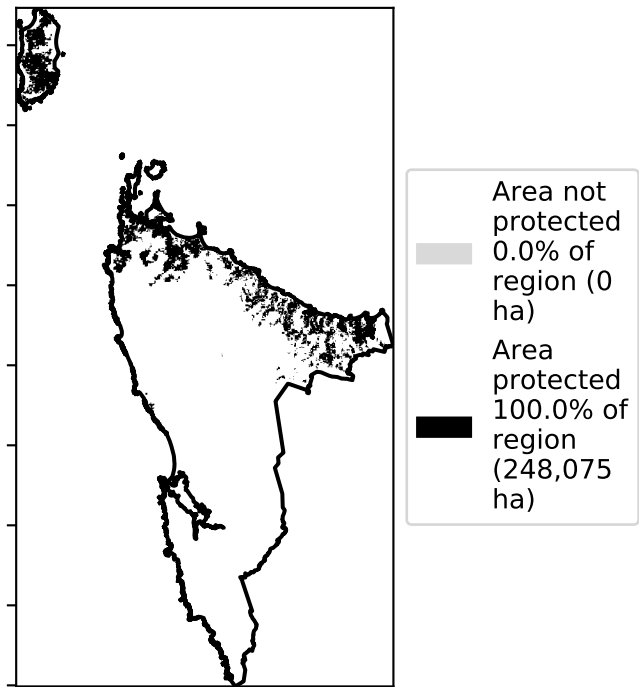 Area not
protected
0.0% of
region (0
ha)
Area
protected
100.0% of
region
(248,075
ha)